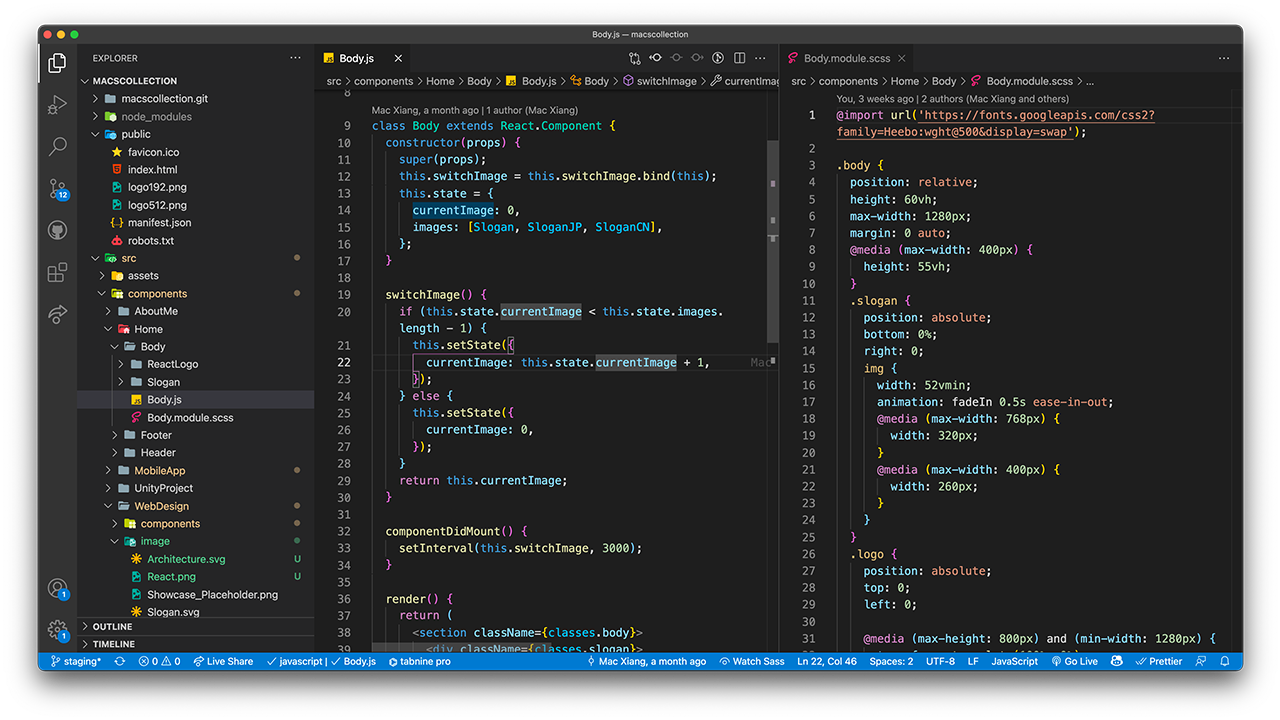 Body.js — macscollection
EXPLORER
MACSCOLLECTION
macscollection.git
node_modules
public
favicon.ico
index.html
logo192.png
logo512.png
manifest.json
robots.txt
src
assets
components
AboutMe
Home
Body
ReactLogo
Slogan
Body.js
Body.module.scss
Footer
Header
MobileApp
UnityProject
WebDesign
components
image
Architecture.svg U
React.png U
Showcase_Placeholder.png
Slogan.svg
OUTLINE
TIMELINE
12
1
1
Body.js
src > components > Home > Body > Body.js > Body > switchImage > currentImag
8
Mac Xiang, a month ago | 1 author (Mac Xiang)
9 class Body extends React.Component {
10 constructor(props) {
11 super(props);
12 this.switchImage = this.switchImage.bind(this);
13 this.state = {
14 currentImage: 0,
15 images: [Slogan, SloganJP, SloganCN],
16 };
17 }
18
19 switchImage() {
20 if (this.state.currentImage < this.state.images.
length - 1) {
21 this.setState({
22 currentImage: this.state.currentImage + 1, Mac
23 });
24 } else {
25 this.setState({
26 currentImage: 0,
27 });
28 }
29 return this.currentImage;
30 }
31
32 componentDidMount() {
33 setInterval(this.switchImage, 3000);
34 }
35
36 render() {
37 return (
38 <section className={classes.body}>
39 <div className={classes.slogan}>
Body.module.scss
src > components > Home > Body > Body.module.scss > ...
You, 3 weeks ago | 2 authors (Mac Xiang and others)
1 @import url('https://fonts.googleapis.com/css2?
family=Heebo:wght@500&display=swap');
2
3 .body {
4 position: relative;
5 height: 60vh;
6 max-width: 1280px;
7 margin: 0 auto;
8 @media (max-width: 400px) {
9 height: 55vh;
10 }
11 .slogan {
12 position: absolute;
13 bottom: 0%;
14 right: 0;
15 img {
16 width: 52vmin;
17 animation: fadeIn 0.5s ease-in-out;
18 @media (max-width: 768px) {
19 width: 320px;
20 }
21 @media (max-width: 400px) {
22 width: 260px;
23 }
24 }
25 }
26 .logo {
27 position: absolute;
28 top: 0;
29 left: 0;
30
31 @media (max-height: 800px) and (min-width: 1280px) {
staging* 0 0 Live Share javascript | Body.js tabnine pro Mac Xiang, a month ago Watch Sass Ln 22, Col 46 Spaces: 2 UTF-8 LF JavaScript Go Live Prettier